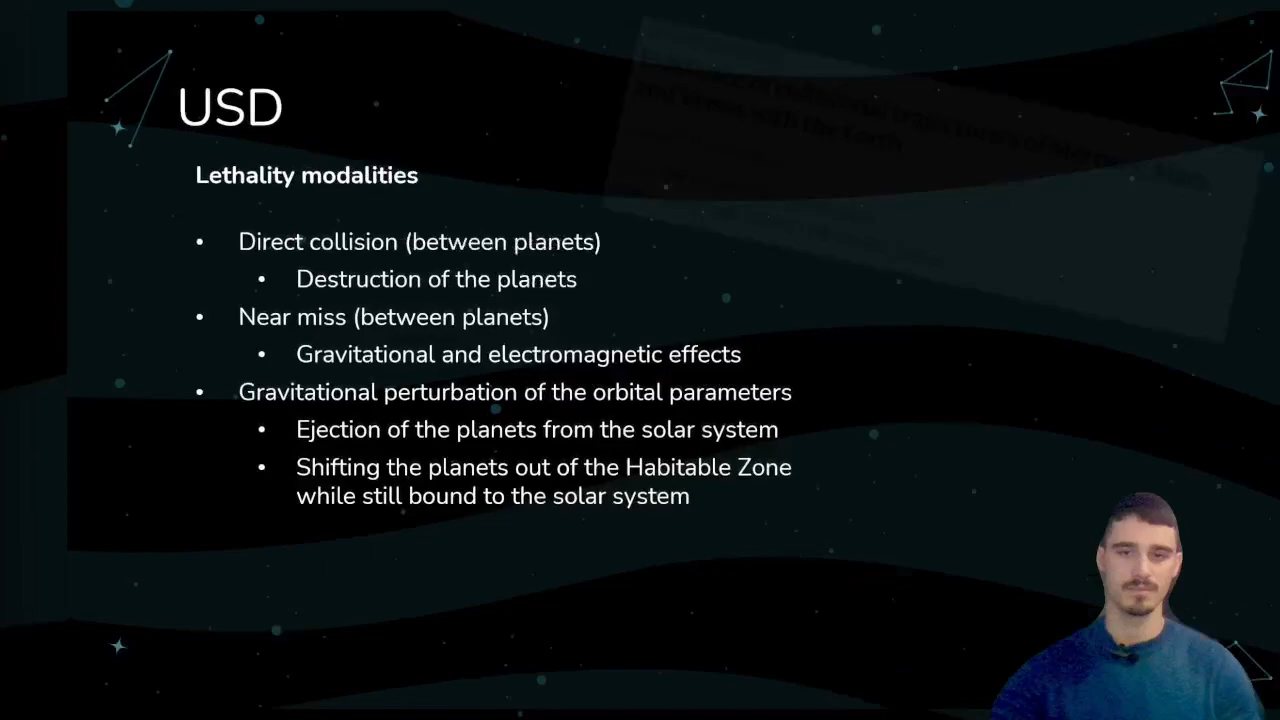 USD
Lethality modalities
• Direct collision (between planets)
• Destruction of the planets
• Near miss (between planets)
• Gravitational and electromagnetic effects
• Gravitational perturbation of the orbital parameters
• Ejection of the planets from the solar system
• Shifting the planets out of the Habitable Zone
while still bound to the solar system